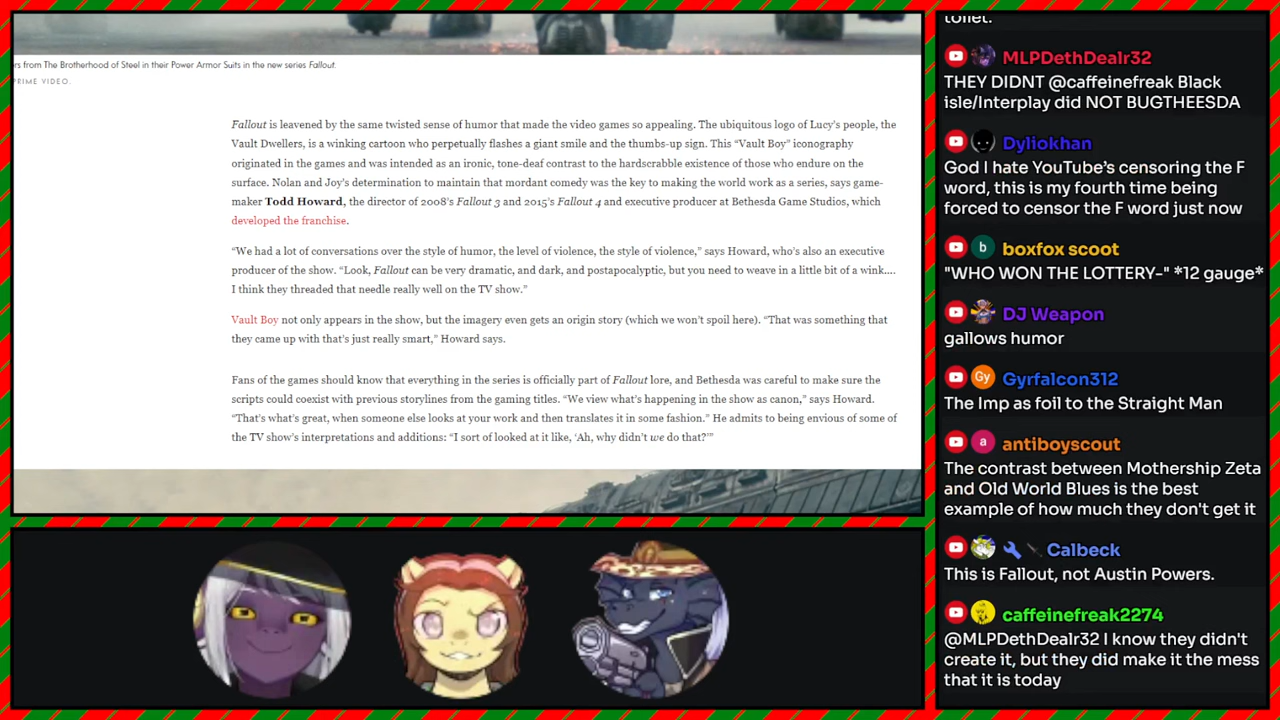 rs from The Brotherhood of Steel in their Power Armor Suits in the new series Fallout.
PRIME VIDEO.
Fallout is leavened by the same twisted sense of humor that made the video games so appealing. The ubiquitous logo of Lucy's people, the
Vault Dwellers, is a winking cartoon who perpetually flashes a giant smile and the thumbs-up sign. This “Vault Boy” iconography
originated in the games and was intended as an ironic, tone-deaf contrast to the hardscrabble existence of those who endure on the
surface. Nolan and Joy's determination to maintain that mordant comedy was the key to making the world work as a series, says game-
maker Todd Howard, the director of 2008's Fallout 3 and 2015's Fallout 4 and executive producer at Bethesda Game Studios, which
developed the franchise.
“We had a lot of conversations over the style of humor, the level of violence, the style of violence,” says Howard, who's also an executive
producer of the show. “Look, Fallout can be very dramatic, and dark, and postapocalyptic, but you need to weave in a little bit of a wink….
I think they threaded that needle really well on the TV show.”
Vault Boy not only appears in the show, but the imagery even gets an origin story (which we won't spoil here). “That was something that
they came up with that's just really smart,” Howard says.
Fans of the games should know that everything in the series is officially part of Fallout lore, and Bethesda was careful to make sure the
scripts could coexist with previous storylines from the gaming titles. “We view what's happening in the show as canon,” says Howard.
“That's what's great, when someone else looks at your work and then translates it in some fashion.” He admits to being envious of some of
the TV show's interpretations and additions: “I sort of looked at it like, ‘Ah, why didn't we do that?’”
toilet.
MLPDethDealr32
THEY DIDNT @caffeinefreak Black
isle/Interplay did NOT BUGTHEESDA
Dyliokhan
God I hate YouTube's censoring the F
word, this is my fourth time being
forced to censor the F word just now
b
boxfox scoot
"WHO WON THE LOTTERY-" *12 gauge*
DJ Weapon
gallows humor
Gy
Gyrfalcon312
The Imp as foil to the Straight Man
a
antiboyscout
The contrast between Mothership Zeta
and Old World Blues is the best
example of how much they don't get it
Calbeck
This is Fallout, not Austin Powers.
caffeinefreak2274
@MLPDethDealr32 I know they didn't
create it, but they did make it the mess
that it is today